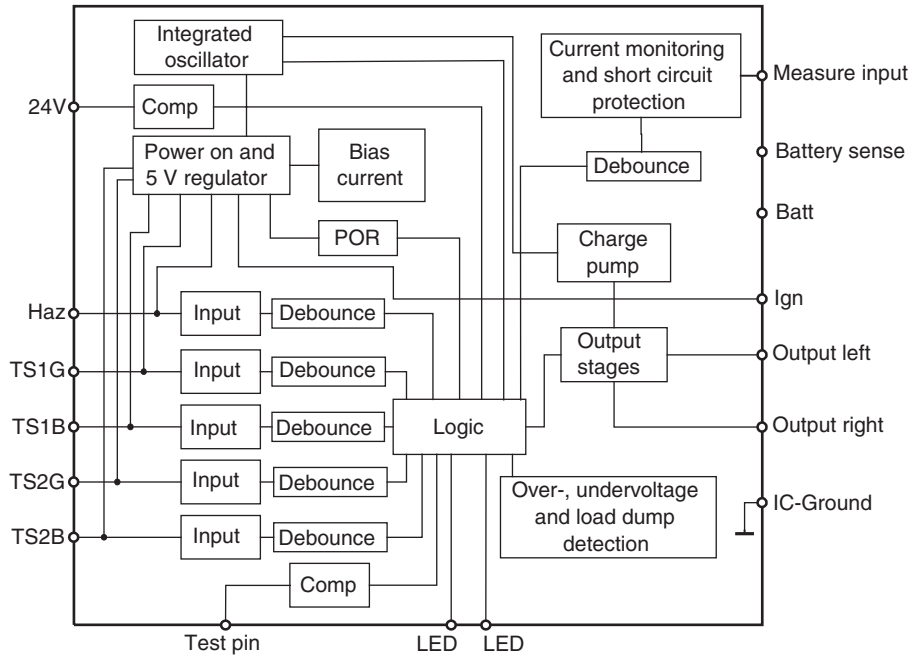 Integrated
oscillator
Current monitoring
and short circuit
protection
Measure input
24V
Comp
Power on and
5 V regulator
Bias
current
Debounce
Battery sense
Batt
POR
Charge
pump
Haz
Input
Debounce
Ign
TS1G
Input
Debounce
Output
stages
Output left
TS1B
Input
Debounce
Logic
Output right
TS2G
Input
Debounce
Over-, undervoltage
and load dump
detection
IC-Ground
TS2B
Input
Debounce
Comp
Test pin
LED
LED